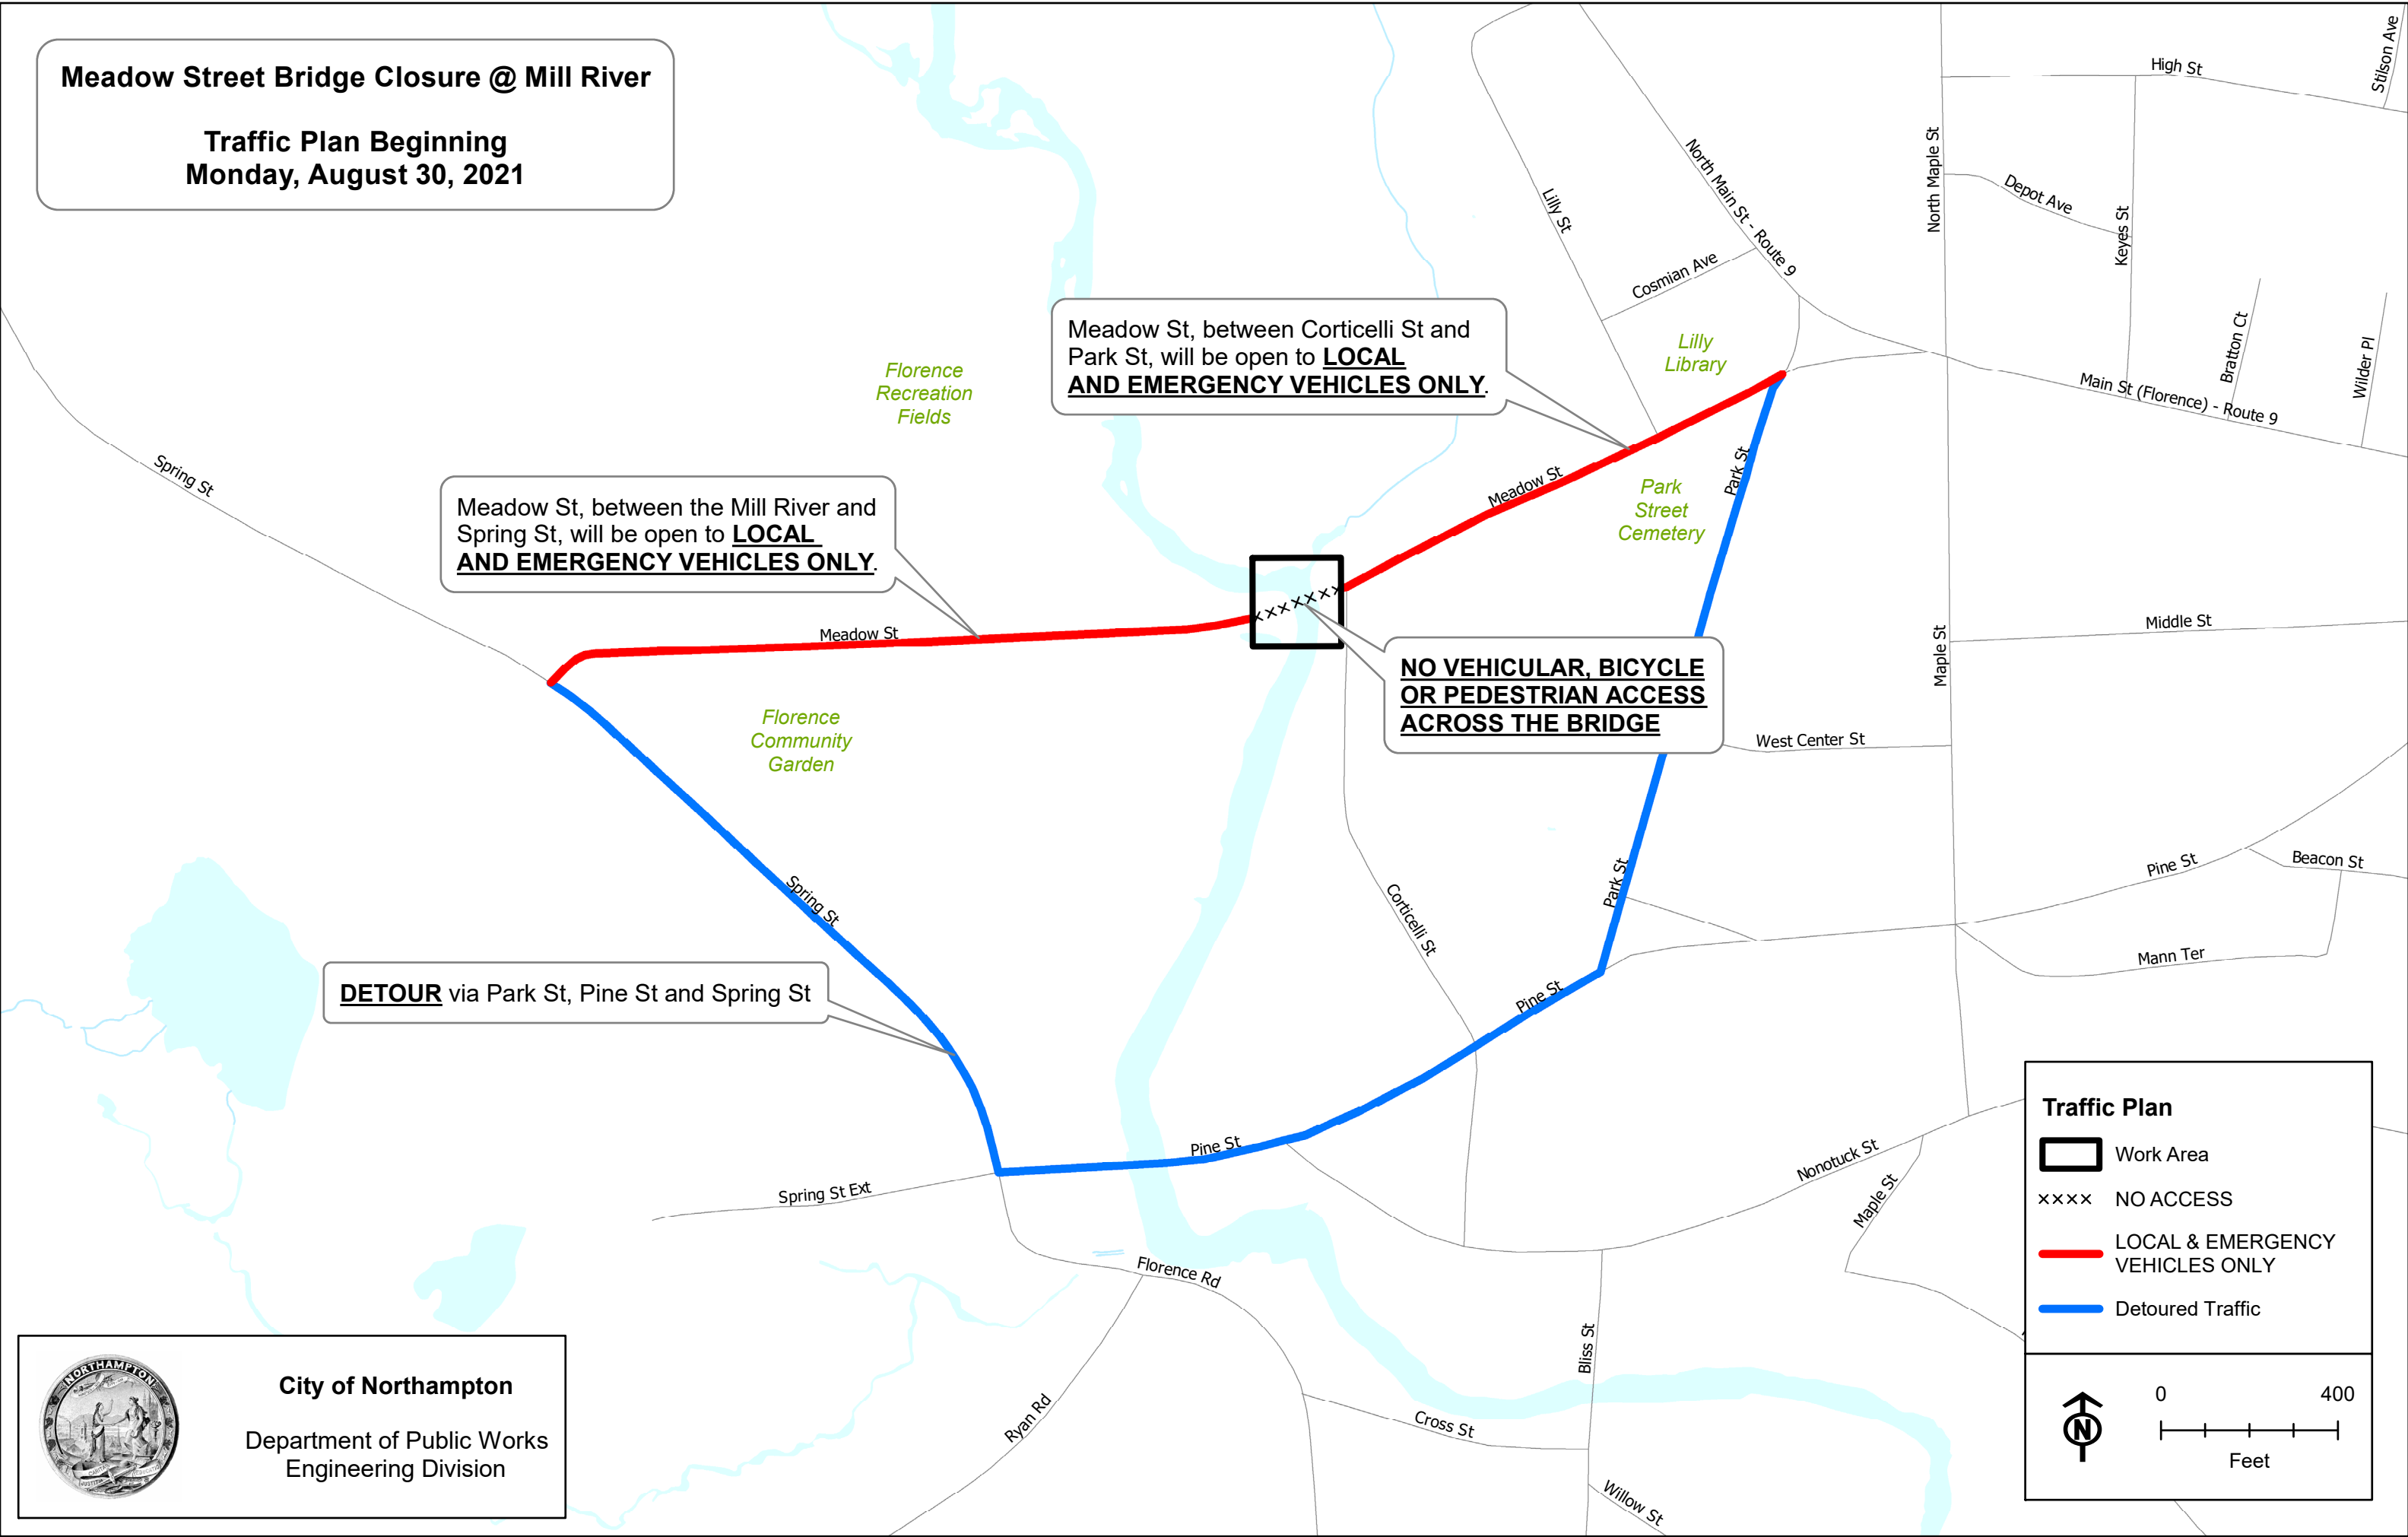 Meadow Street Bridge Closure @ Mill River
Traffic Plan Beginning
Monday, August 30, 2021
High St
Stilson Ave
North Maple St
Depot Ave
Keyes St
North Main St - Route 9
Lilly St
Cosmian Ave
Bratton Ct
Wilder Pl
Main St (Florence) - Route 9
Lilly
Library
Meadow St, between Corticelli St and
Park St, will be open to LOCAL
AND EMERGENCY VEHICLES ONLY.
Florence
Recreation
Fields
Spring St
Meadow St, between the Mill River and
Spring St, will be open to LOCAL
AND EMERGENCY VEHICLES ONLY.
Meadow St
Park St
Park
Street
Cemetery
Meadow St
NO VEHICULAR, BICYCLE
OR PEDESTRIAN ACCESS
ACROSS THE BRIDGE
Middle St
Maple St
West Center St
Florence
Community
Garden
Spring St
Corticelli St
Park St
Pine St
Beacon St
Mann Ter
DETOUR via Park St, Pine St and Spring St
Pine St
Pine St
Spring St Ext
Nonotuck St
Maple St
Florence Rd
Bliss St
Ryan Rd
Cross St
Willow St
Traffic Plan
Work Area
×××× NO ACCESS
LOCAL & EMERGENCY
VEHICLES ONLY
Detoured Traffic
N
0 400
Feet
NORTHAMPTON
City of Northampton
Department of Public Works
Engineering Division